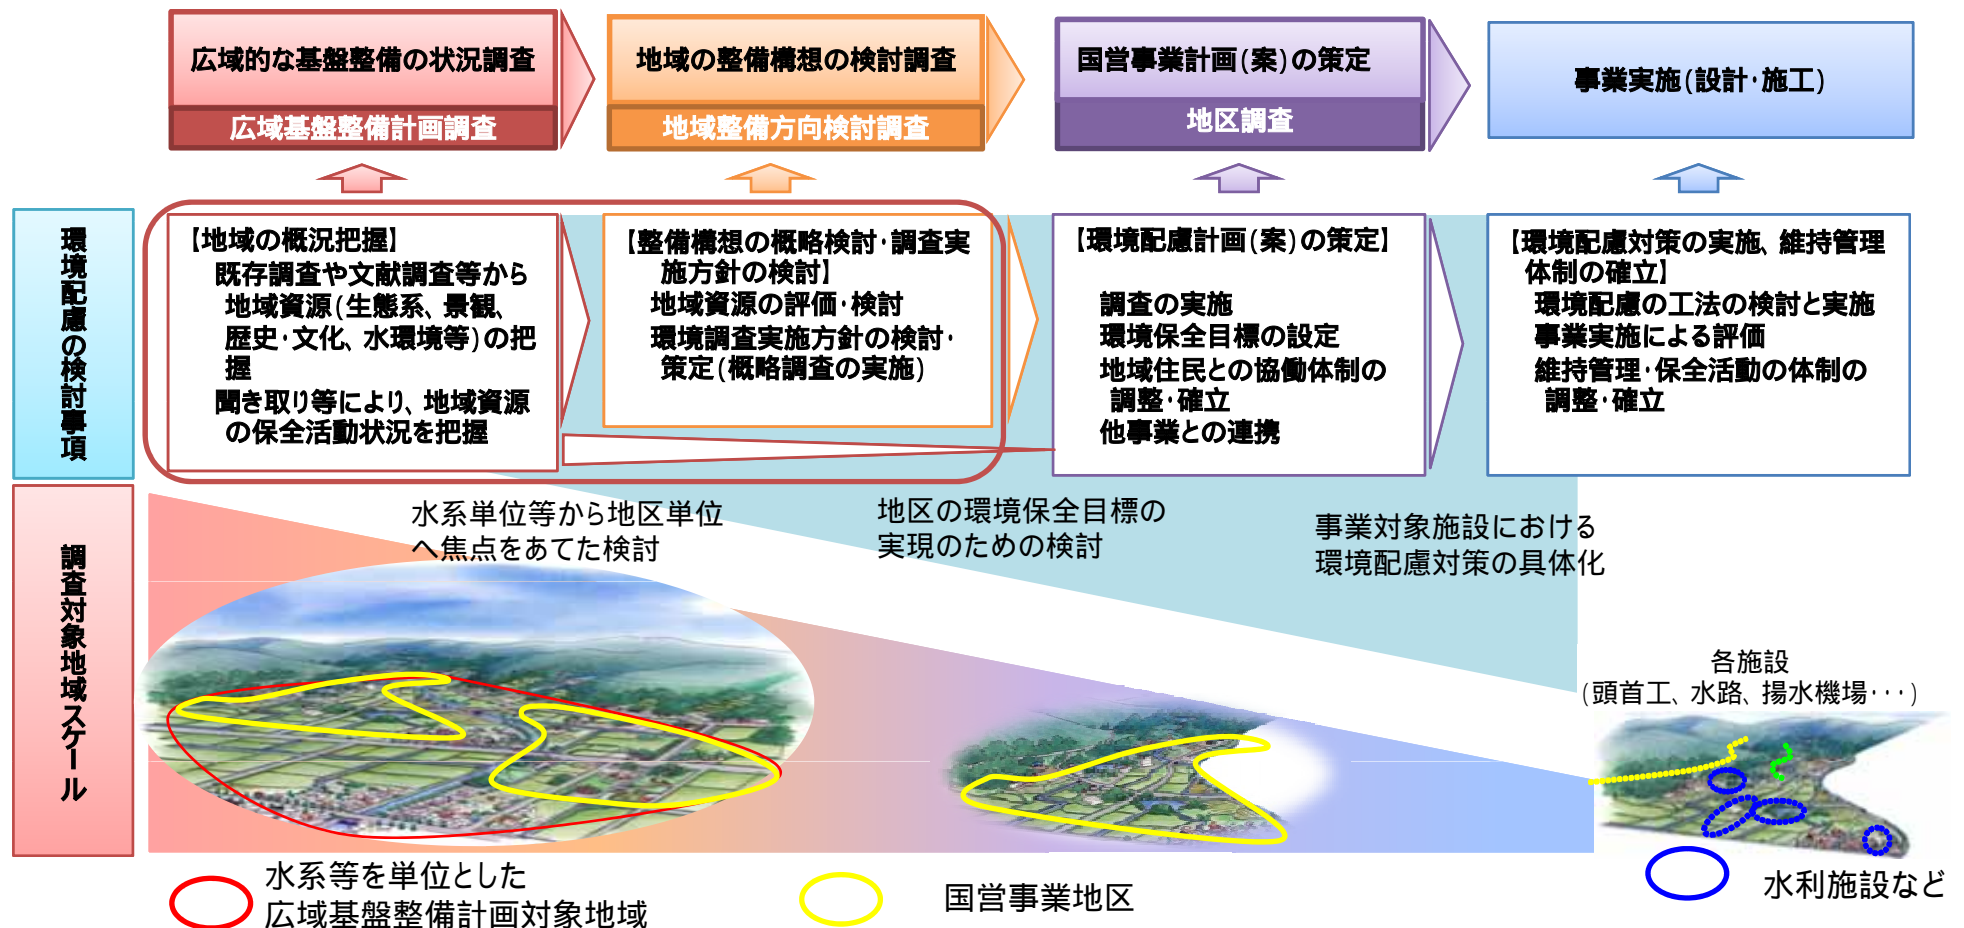 広域的な基盤整備の状況調査
広域基盤整備計画調査
地域の整備構想の検討調査
地域整備方向検討調査
国営事業計画(案)の策定
地区調査
事業実施(設計・施工)
環境配慮の検討事項
【地域の概況把握】
既存調査や文献調査等から
地域資源(生態系、景観、
歴史・文化、水環境等)の把
握
聞き取り等により、地域資源
の保全活動状況を把握
【整備構想の概略検討・調査実
施方針の検討】
地域資源の評価・検討
環境調査実施方針の検討・
策定(概略調査の実施)
【環境配慮計画(案)の策定】
調査の実施
環境保全目標の設定
地域住民との協働体制の
調整・確立
他事業との連携
【環境配慮対策の実施、維持管理
体制の確立】
環境配慮の工法の検討と実施
事業実施による評価
維持管理・保全活動の体制の
調整・確立
調査対象地域スケール
水系単位等から地区単位
へ焦点をあてた検討
地区の環境保全目標の
実現のための検討
事業対象施設における
環境配慮対策の具体化
各施設
(頭首工、水路、揚水機場・・・)
水系等を単位とした
広域基盤整備計画対象地域
国営事業地区
水利施設など